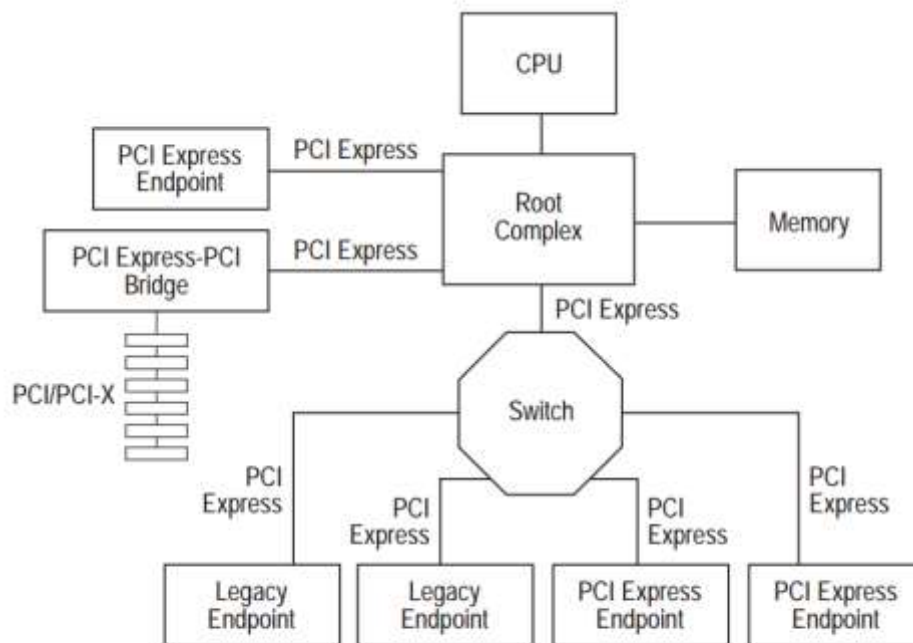 CPU
PCI Express
Endpoint
PCI Express
Root
Complex
Memory
PCI Express-PCI
Bridge
PCI Express
PCI Express
PCI/PCI-X
Switch
PCI
Express
PCI
Express
PCI
Express
PCI
Express
Legacy
Endpoint
Legacy
Endpoint
PCI Express
Endpoint
PCI Express
Endpoint